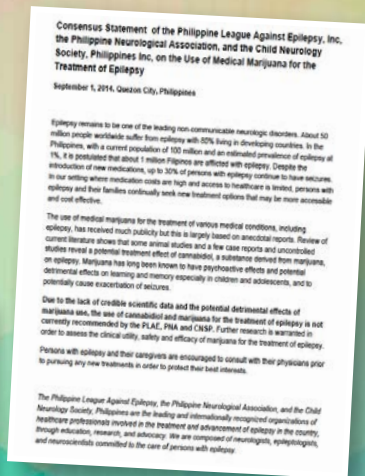 Consensus Statement of the Philippine League Against Epilepsy, Inc,
the Philippine Neurological Association, and the Child Neurology
Society, Philippines Inc, on the Use of Medical Marijuana for the
Treatment of Epilepsy
September 1, 2014, Quezon City, Philippines
Epilepsy remains to be one of the leading non-communicable neurologic disorders. About 50
million people worldwide suffer from epilepsy with 80% living in developing countries. In the
Philippines, with a current population of 100 million and an estimated prevalence of epilepsy at
1%, it is postulated that about 1 million Filipinos are afflicted with epilepsy. Despite the
introduction of new medications, up to 30% of persons with epilepsy continue to have seizures.
In our setting where medication costs are high and access to healthcare is limited, persons with
epilepsy and their families continually seek new treatment options that may be more accessible
and cost effective.
The use of medical marijuana for the treatment of various medical conditions, including
epilepsy, has received much publicity but this is largely based on anecdotal reports. Review of
current literature shows that some animal studies and a few case reports and uncontrolled
studies reveal a potential treatment effect of cannabidiol, a substance derived from marijuana,
on epilepsy. Marijuana has long been known to have psychoactive effects and potential
detrimental effects on learning and memory especially in children and adolescents, and to
potentially cause exacerbation of seizures.
Due to the lack of credible scientific data and the potential detrimental effects of
marijuana use, the use of cannabidiol and marijuana for the treatment of epilepsy is not
currently recommended by the PLAE, PNA and CNSP. Further research is warranted in
order to assess the clinical utility, safety and efficacy of marijuana for the treatment of epilepsy.
Persons with epilepsy and their caregivers are encouraged to consult with their physicians prior
to pursuing any new treatments in order to protect their best interests.
The Philippine League Against Epilepsy, the Philippine Neurological Association, and the Child
Neurology Society, Philippines are the leading and internationally recognized organizations of
healthcare professionals involved in the treatment and advancement of epilepsy in the country,
through education, research, and advocacy. We are composed of neurologists, epileptologists,
and neuroscientists committed to the care of persons with epilepsy.